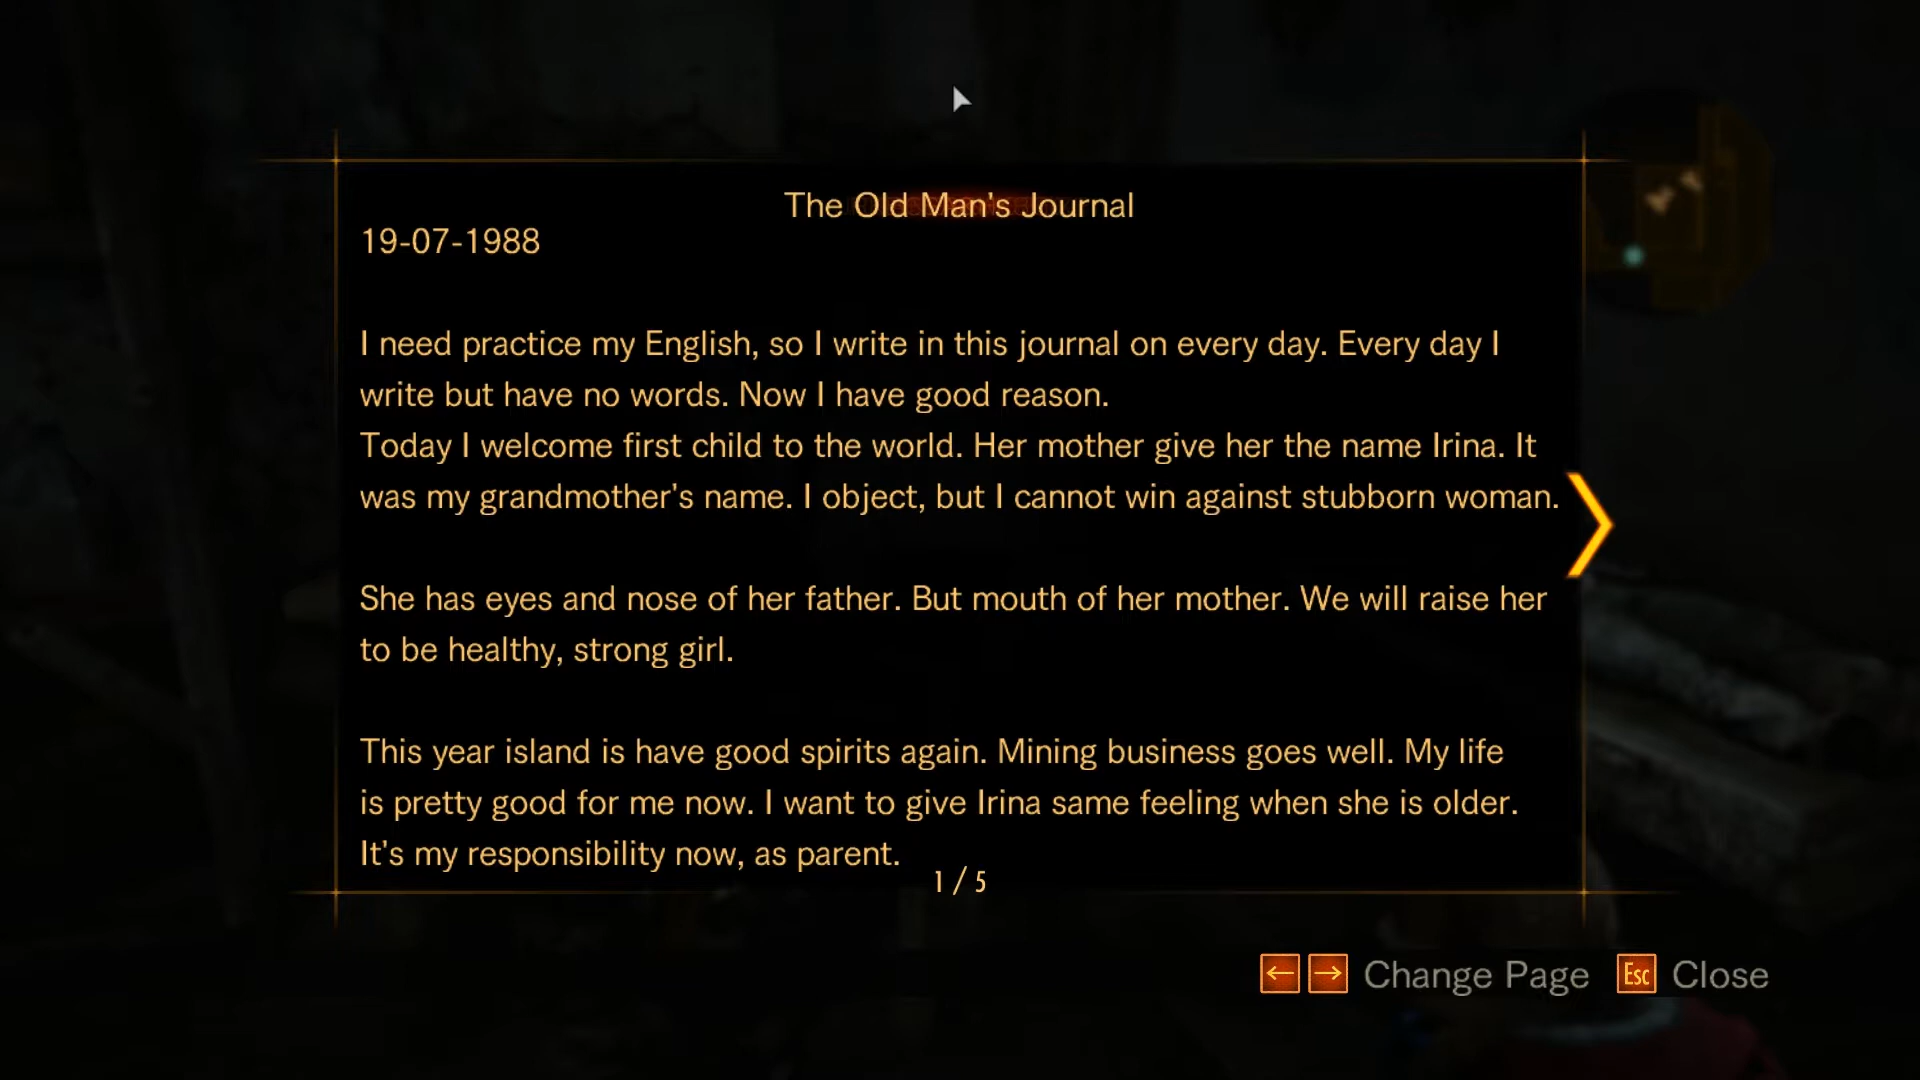 The Old Man's Journal
19-07-1988
I need practice my English, so I write in this journal on every day. Every day I
write but have no words. Now I have good reason.
Today I welcome first child to the world. Her mother give her the name Irina. It
was my grandmother's name. I object, but I cannot win against stubborn woman.
She has eyes and nose of her father. But mouth of her mother. We will raise her
to be healthy, strong girl.
This year island is have good spirits again. Mining business goes well. My life
is pretty good for me now. I want to give Irina same feeling when she is older.
It's my responsibility now, as parent.
1 / 5
← → Change Page Esc Close